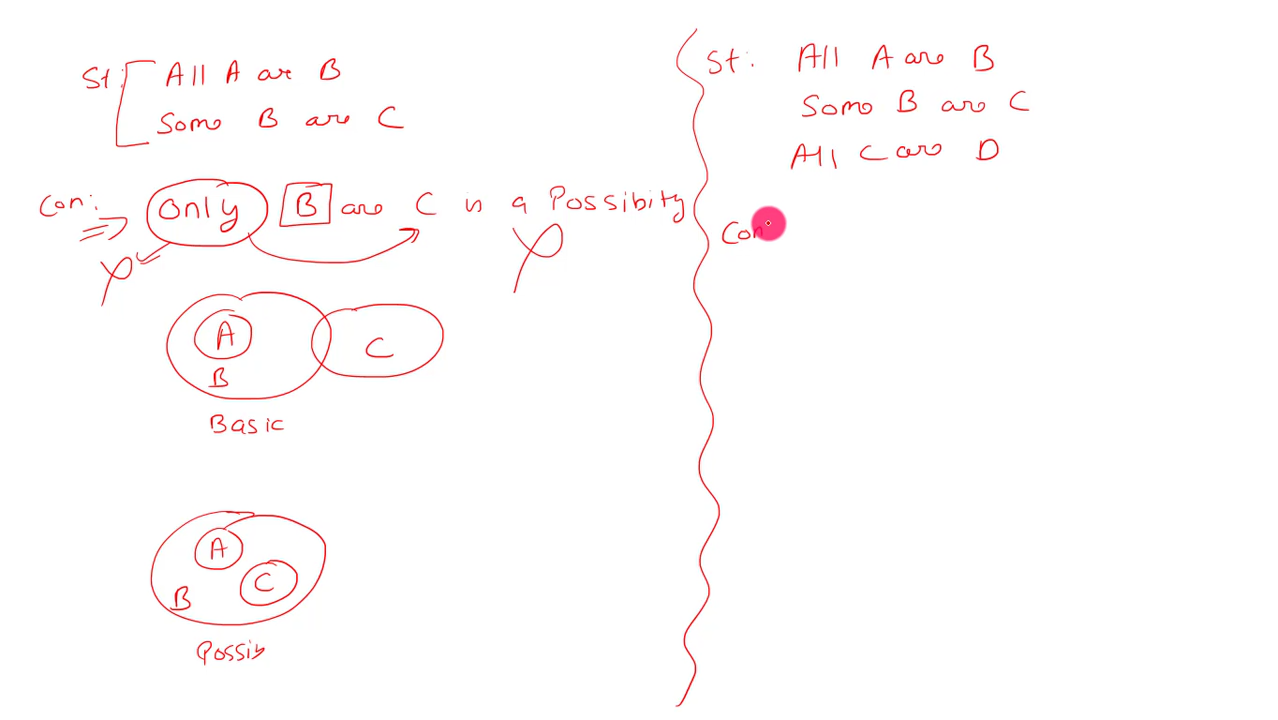 St: All A are B
Some B are C
Con: Only B are C is a Possibity
A
B
C
Basic
A
B
C
Possib
St: All A are B
Some B are C
All C are D
Con